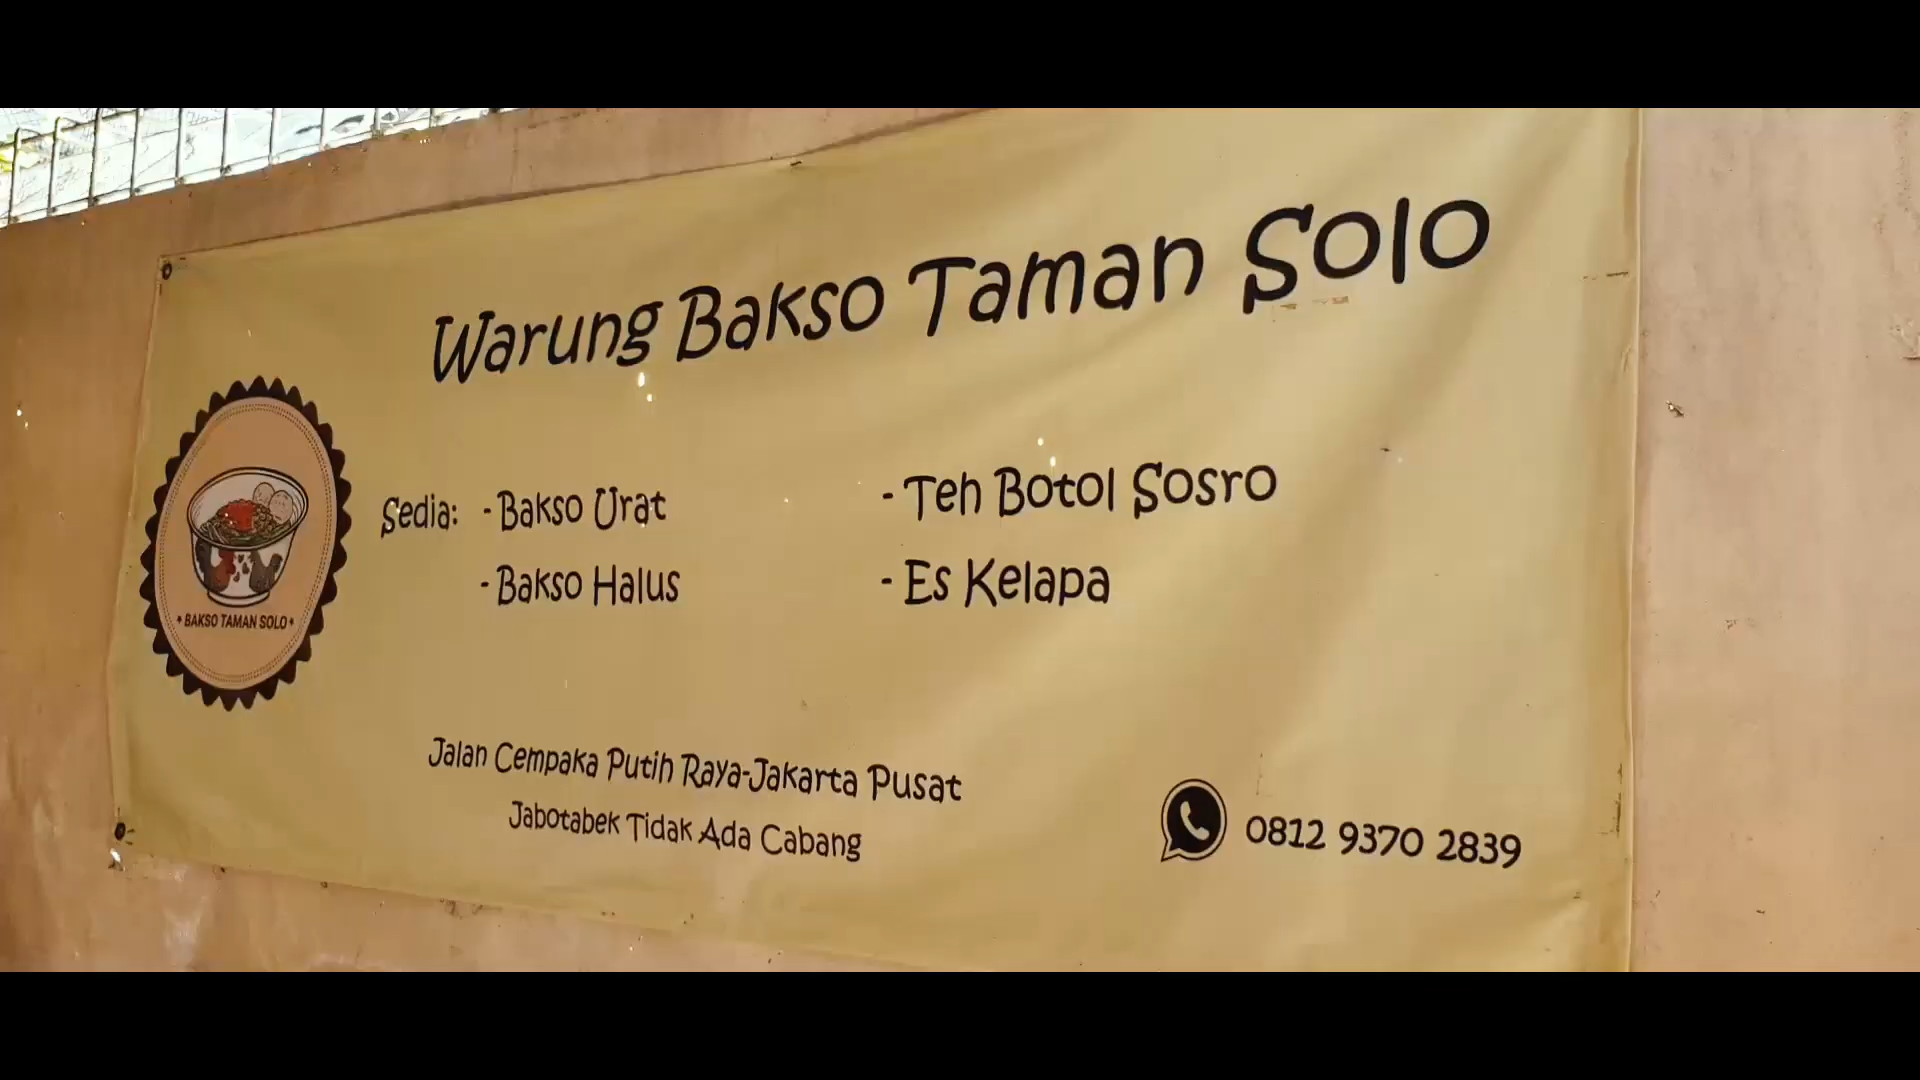 Warung Bakso Taman Solo
Sedia: - Bakso Urat
- Bakso Halus
- Teh Botol Sosro
- Es Kelapa
• BAKSO TAMAN SOLO •
Jalan Cempaka Putih Raya-Jakarta Pusat
Jabotabek Tidak Ada Cabang
0812 9370 2839